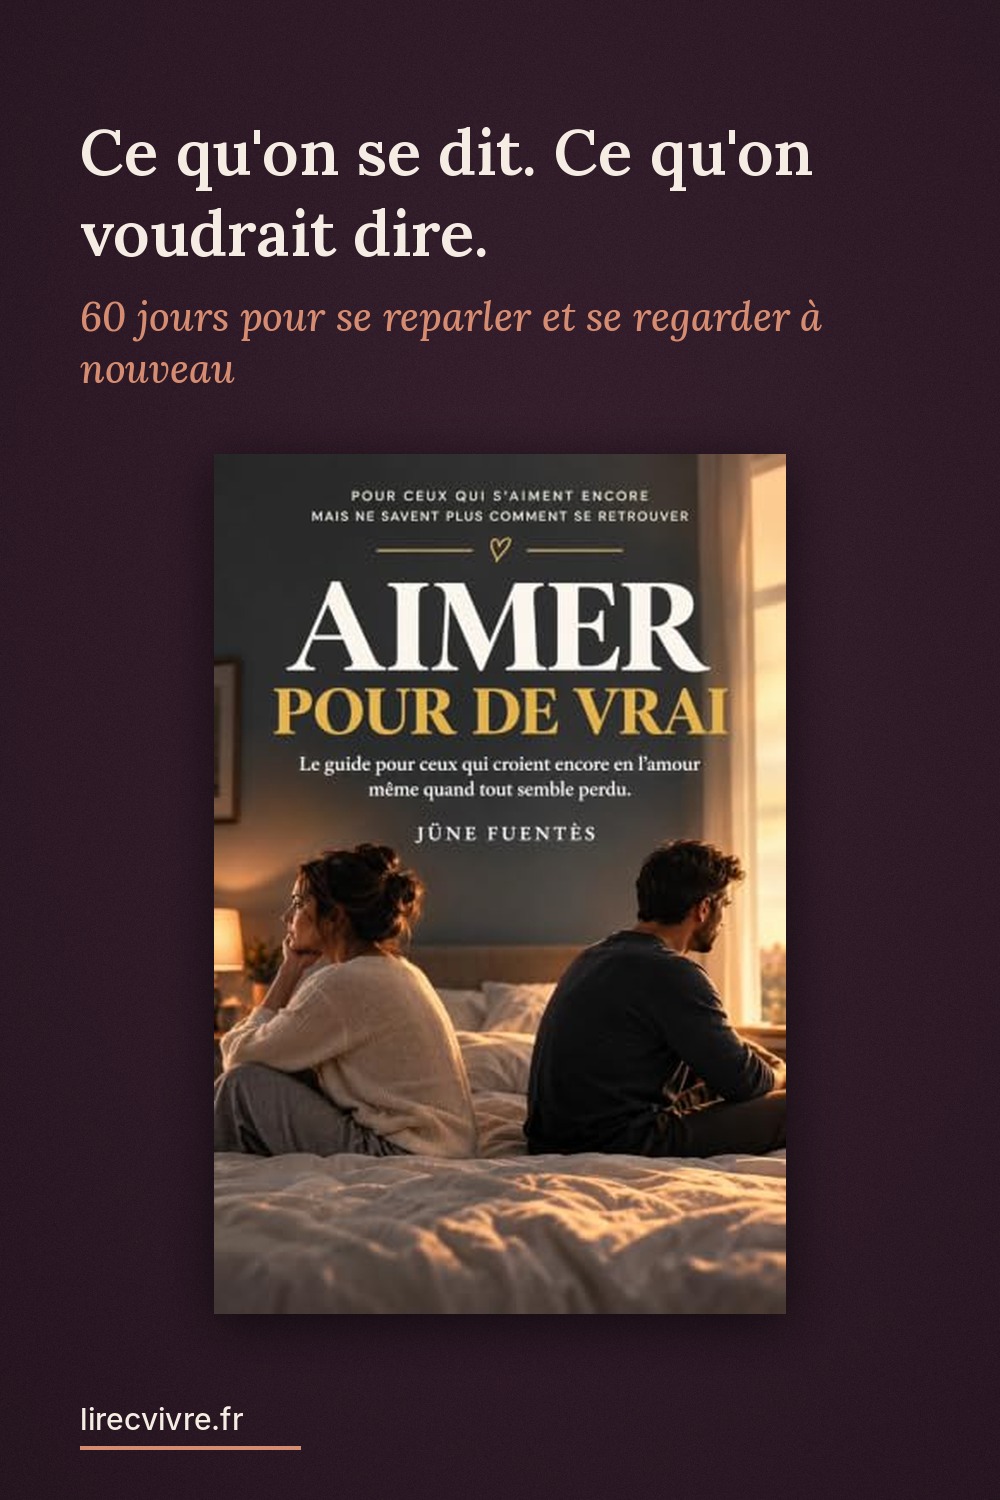 Ce qu'on se dit. Ce qu'on
voudrait dire.
60 jours pour se reparler et se regarder à
nouveau
POUR CEUX QUI S'AIMENT ENCORE
MAIS NE SAVENT PLUS COMMENT SE RETROUVER
AIMER
POUR DE VRAI
Le guide pour ceux qui croient encore en l’amour
même quand tout semble perdu.
JÜNE FUENTÈS
lirecvivre.fr